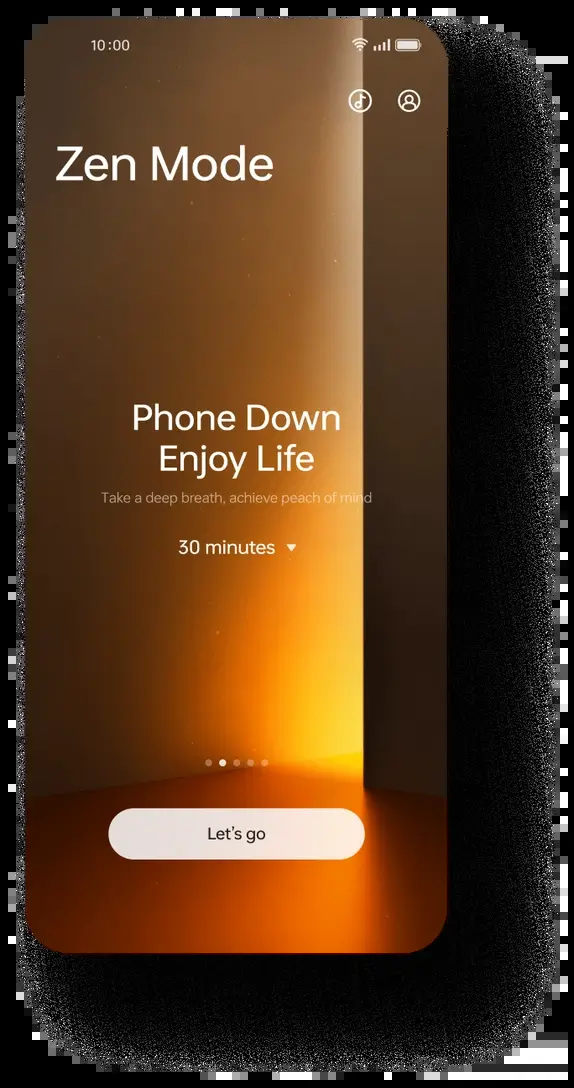 10:00
Zen Mode
Phone Down
Enjoy Life
Take a deep breath, achieve peach of mind
30 minutes
Let's go